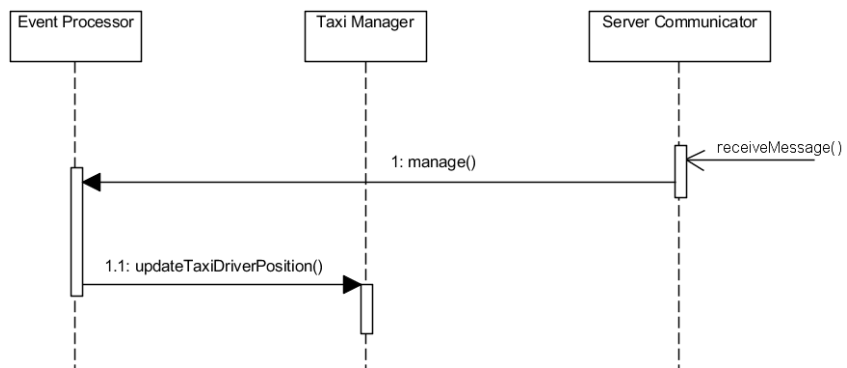 Event Processor
Taxi Manager
Server Communicator
receiveMessage()
1: manage()
1.1: updateTaxiDriverPosition()